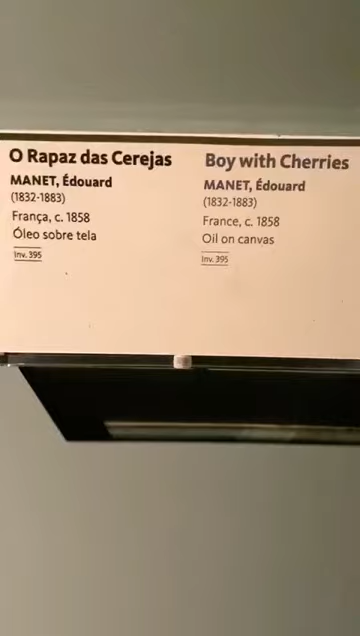 O Rapaz das Cerejas
MANET, Édouard
(1832-1883)
França, c. 1858
Óleo sobre tela
Inv. 395
Boy with Cherries
MANET, Édouard
(1832-1883)
France, c. 1858
Oil on canvas
Inv. 395